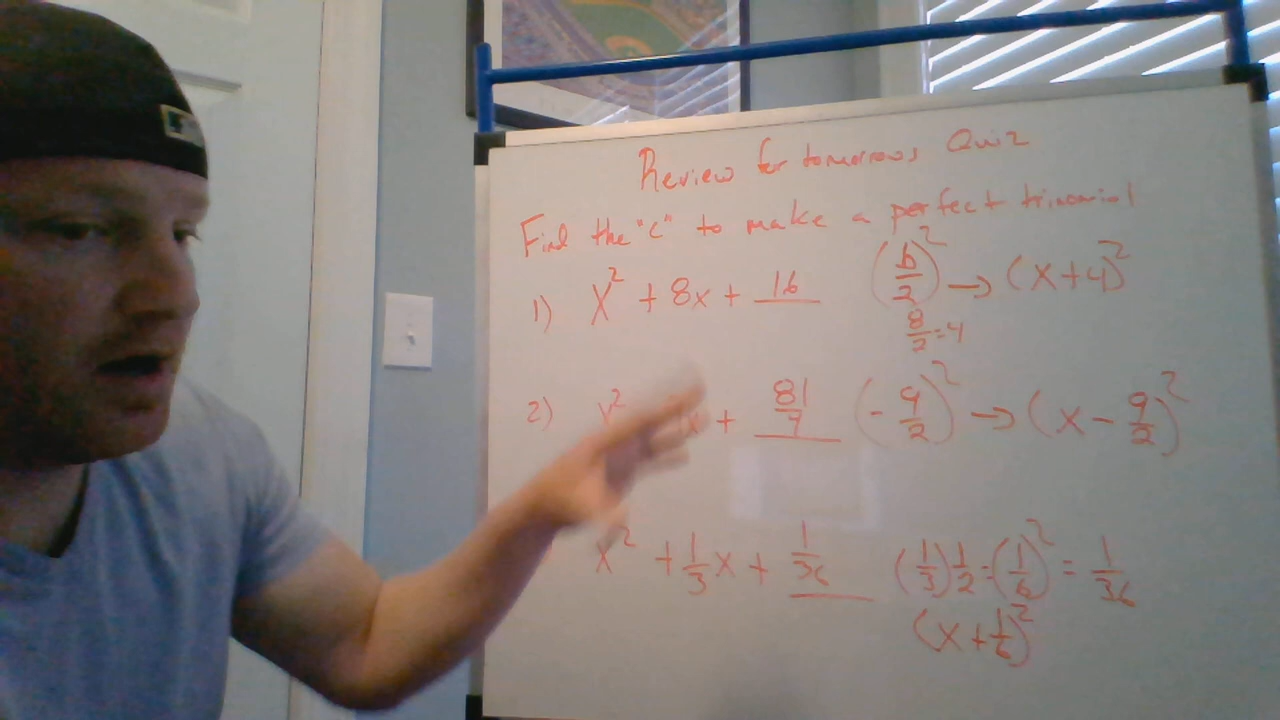 Review for tomorrows Quiz
Find the "c" to make a perfect trinomial
1) x² + 8x + 16 (b/2)² → (x+4)²
8/2=4
2) x² x + 81/4 (-9/2)² → (x - 9/2)²
x² + 1/3x + 1/36 (1/3)1/2=(1/6)² = 1/36
(x+1/6)²